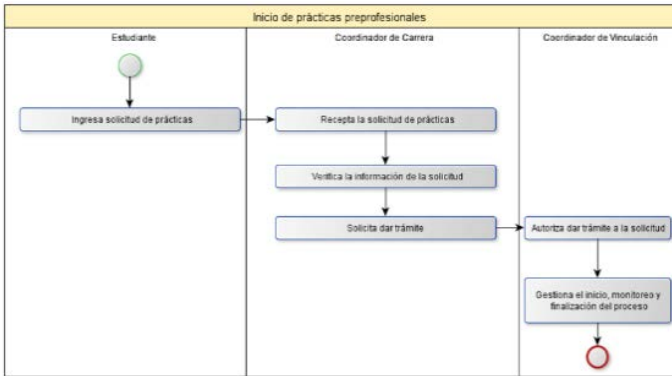 Inicio de prácticas preprofesionales
Estudiante
Coordinador de Carrera
Coordinador de Vinculación
Ingresa solicitud de prácticas
Recepta la solicitud de prácticas
Verifica la información de la solicitud
Solicita dar trámite
Autoriza dar trámite a la solicitud
Gestiona el inicio, monitoreo y
finalización del proceso